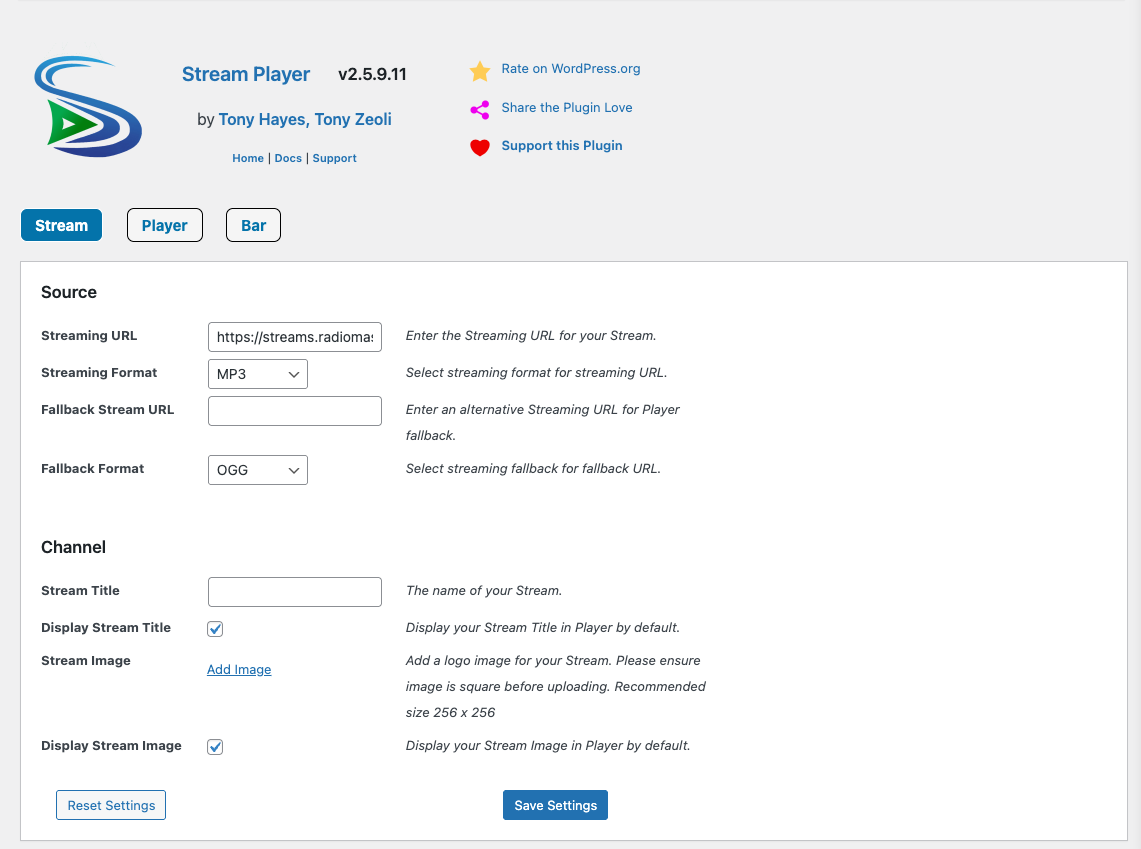 Stream Player v2.5.9.11
by Tony Hayes, Tony Zeoli
Home | Docs | Support
Rate on WordPress.org
Share the Plugin Love
Support this Plugin
Stream Player Bar
Source
Streaming URL https://streams.radiomas Enter the Streaming URL for your Stream.
Streaming Format MP3 Select streaming format for streaming URL.
Fallback Stream URL Enter an alternative Streaming URL for Player
fallback.
Fallback Format OGG Select streaming fallback for fallback URL.
Channel
Stream Title The name of your Stream.
Display Stream Title Display your Stream Title in Player by default.
Stream Image Add Image Add a logo image for your Stream. Please ensure
image is square before uploading. Recommended
size 256 x 256
Display Stream Image Display your Stream Image in Player by default.
Reset Settings Save Settings